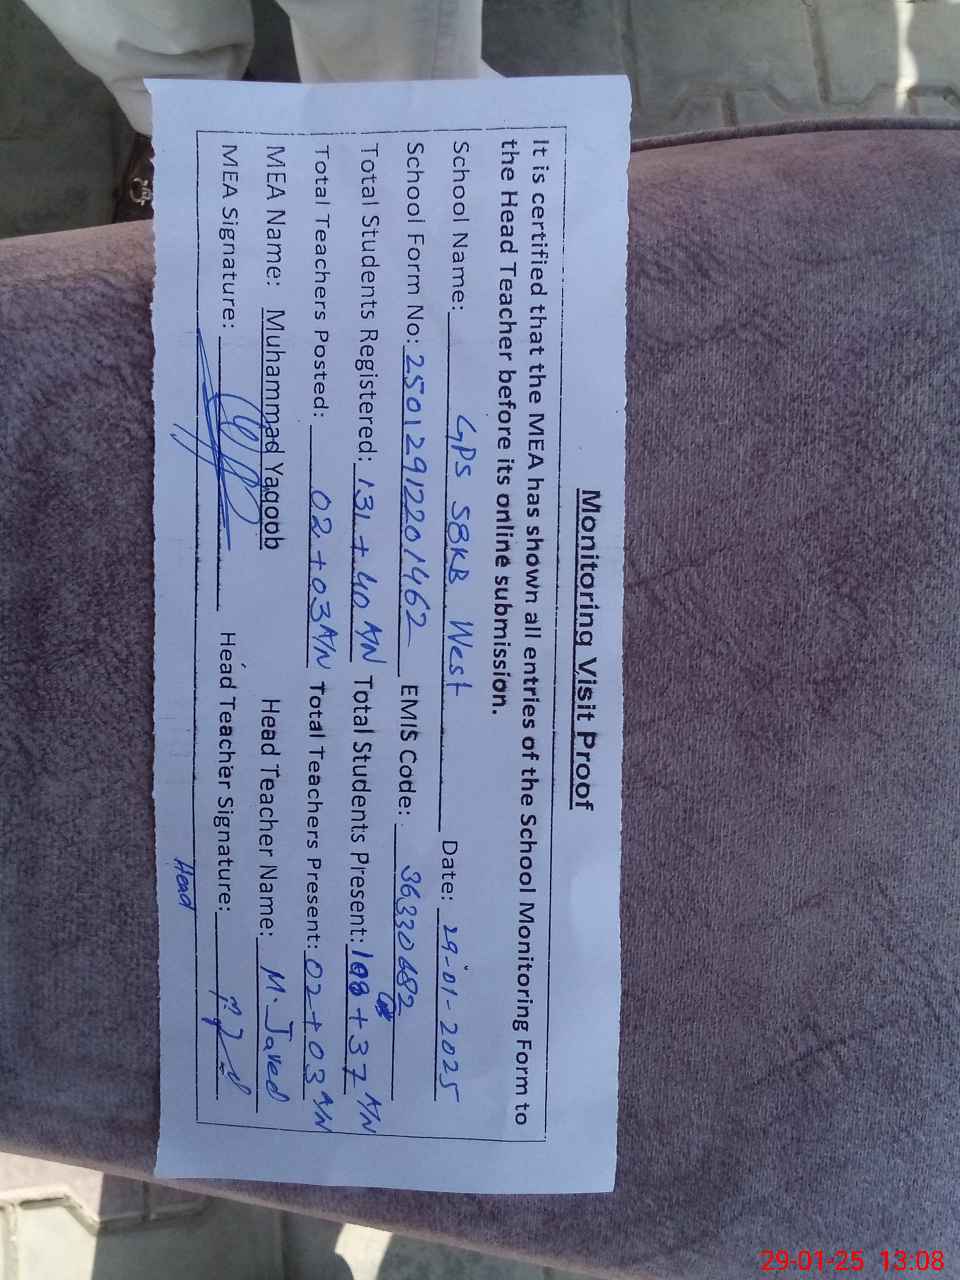 Monitoring Visit Proof
It is certified that the MEA has shown all entries of the School Monitoring Form to
the Head Teacher before its online submission.
School Name: GPS 58KB West Date: 29-01-2025
School Form No: 25012912201462 EMIS Code: 36330482
Total Students Registered: 131 + 40 A/N Total Students Present: 108 + 37 A/N
Total Teachers Posted: 02 + 03 A/N Total Teachers Present: 02 + 03 A/N
MEA Name: Muhammad Yaqoob Head Teacher Name: M. Javed
MEA Signature: Head Teacher Signature:
Head
29-01-25 13:08